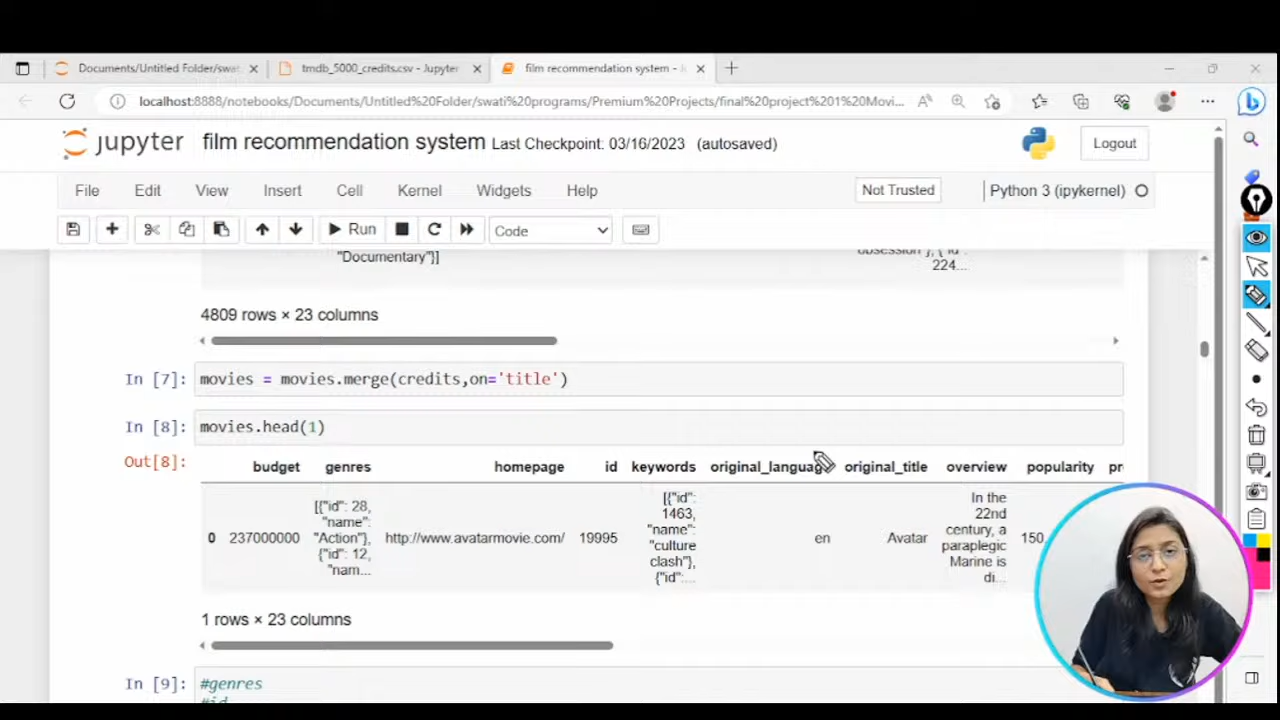 Documents/Untitled Folder/swat
tmdb_5000_credits.csv - Jupyter
film recommendation system -
localhost:8888/notebooks/Documents/Untitled%20Folder/swati%20programs/Premium%20Projects/final%20project%201%20Movi...
jupyter film recommendation system Last Checkpoint: 03/16/2023 (autosaved)
Logout
File Edit View Insert Cell Kernel Widgets Help
Not Trusted
Python 3 (ipykernel)
Run
Code
"Documentary"}]
obsession"}, {"id":
224...
4809 rows × 23 columns
In [7]: movies = movies.merge(credits,on='title')
In [8]: movies.head(1)
Out[8]:
budget genres homepage id keywords original_languag original_title overview popularity pr
0 237000000
[{"id": 28,
"name":
"Action"},
{"id": 12,
"nam...
http://www.avatarmovie.com/
19995
[{"id":
1463,
"name":
"culture
clash"},
{"id":...
en
Avatar
In the
22nd
century, a
paraplegic
Marine is
di...
150.
1 rows × 23 columns
In [9]: #genres
#id